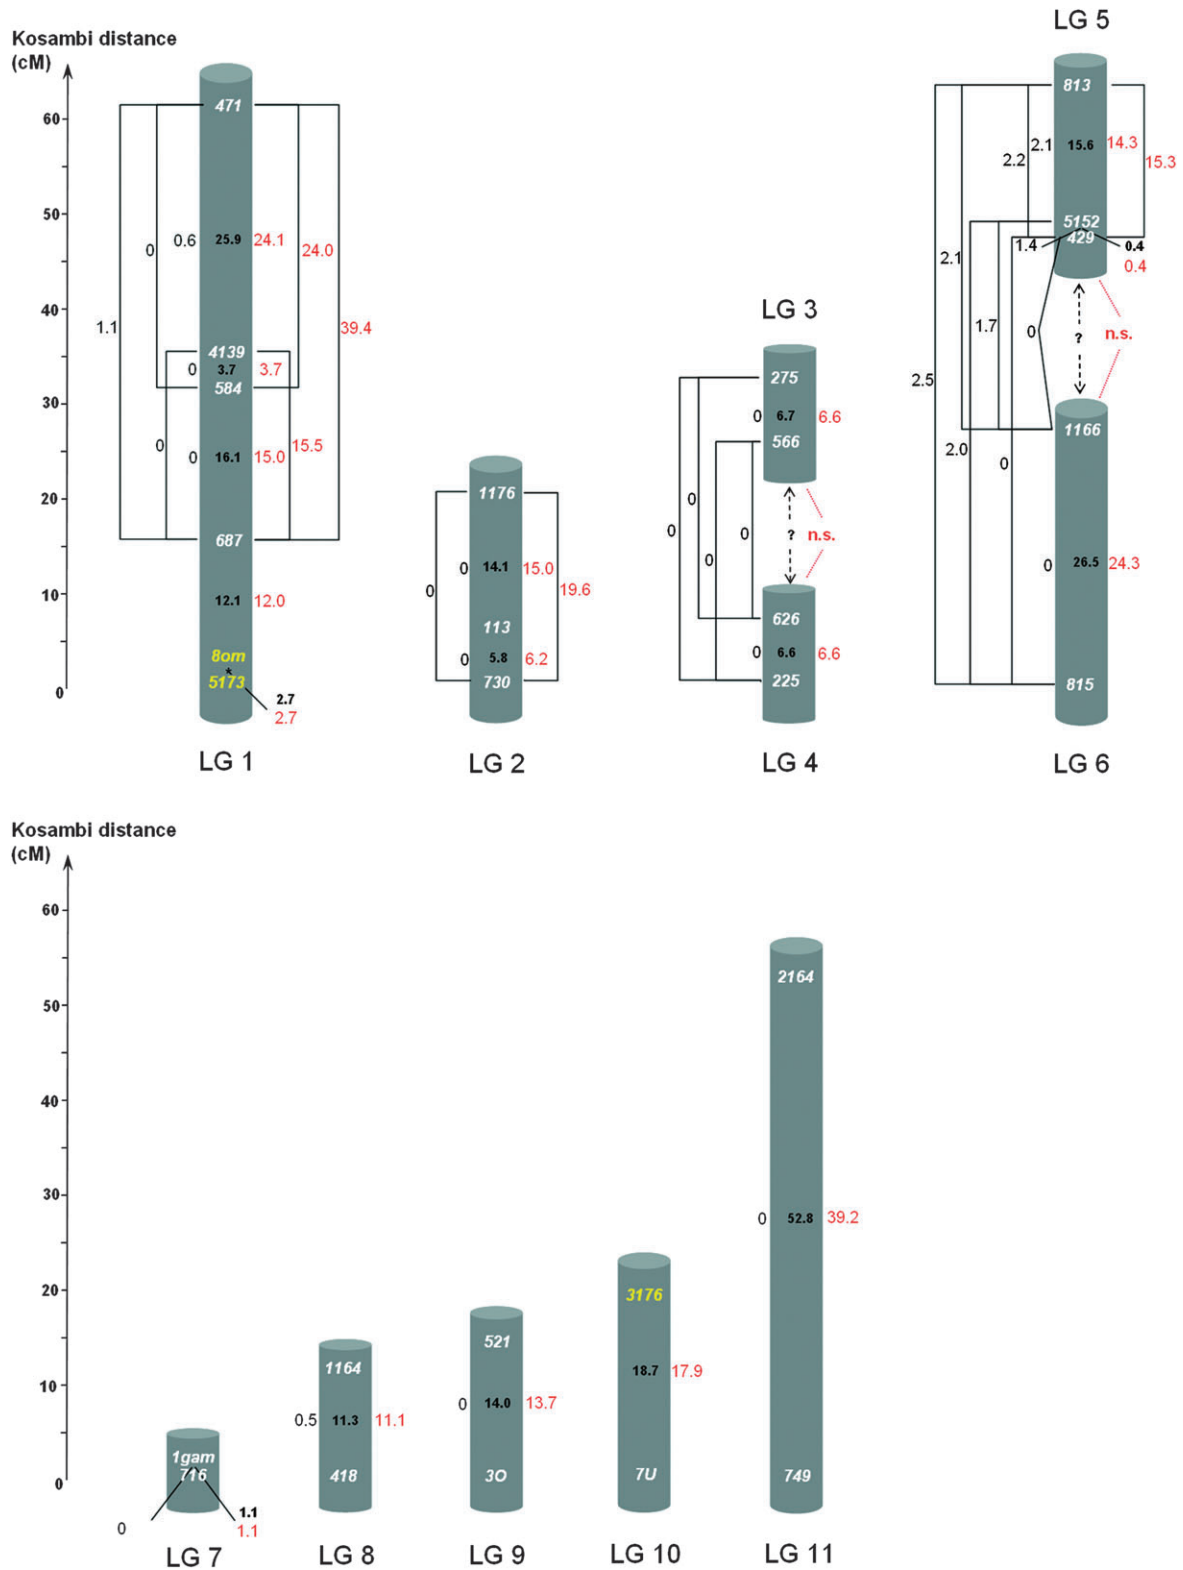 LG 5
Kosambi distance
(cM)
60
50
40
30
20
10
0
471
0.6 25.9 24.1
0
24.0
1.1
39.4
4139
0 3.7 3.7
584
0
0 16.1 15.0
15.5
687
12.1 12.0
8om
*
5173
2.7
2.7
LG 1
1176
0 14.1 15.0
0
19.6
113
0 5.8 6.2
730
LG 2
LG 3
275
0 6.7 6.6
566
0
0
0
0
?
n.s.
626
0 6.6 6.6
225
LG 4
813
2.1 15.6 14.3
2.2
15.3
5152
1.4 429 0.4
0.4
2.1
1.7
0
?
n.s.
2.5
1166
2.0
0
0 26.5 24.3
815
LG 6
Kosambi distance
(cM)
60
50
40
30
20
10
0
1gam
716
0
1.1
1.1
LG 7
1164
0.5 11.3 11.1
418
LG 8
521
0 14.0 13.7
3O
LG 9
3176
18.7 17.9
7U
LG 10
2164
0 52.8 39.2
749
LG 11